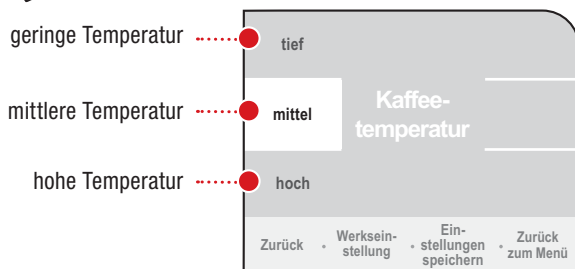 geringe Temperatur
tief
mittlere Temperatur
mittel
Kaffee-
temperatur
hohe Temperatur
hoch
Zurück
Werksein-
stellung
Ein-
stellungen
speichern
Zurück
zum Menü